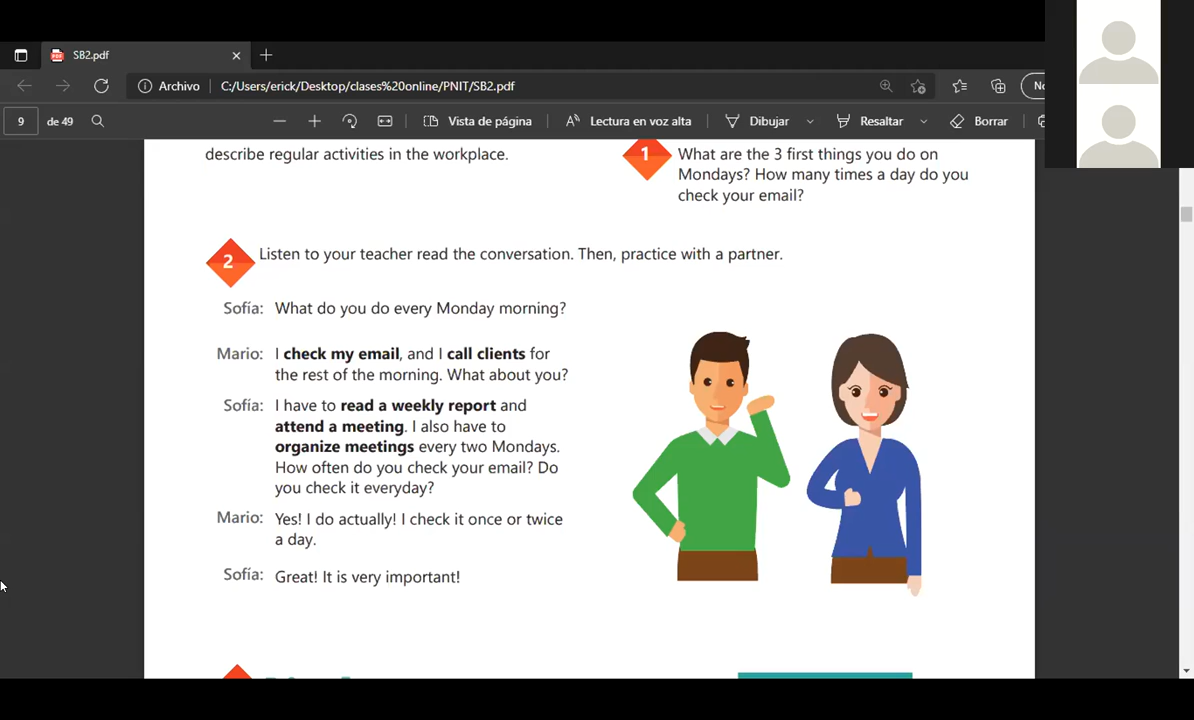 SB2.pdf
Archivo
C:/Users/erick/Desktop/clases%20online/PNIT/SB2.pdf
9
de 49
Vista de página
Lectura en voz alta
Dibujar
Resaltar
Borrar
describe regular activities in the workplace.
1
What are the 3 first things you do on
Mondays? How many times a day do you
check your email?
2
Listen to your teacher read the conversation. Then, practice with a partner.
Sofía: What do you do every Monday morning?
Mario: I check my email, and I call clients for
the rest of the morning. What about you?
Sofía: I have to read a weekly report and
attend a meeting. I also have to
organize meetings every two Mondays.
How often do you check your email? Do
you check it everyday?
Mario: Yes! I do actually! I check it once or twice
a day.
Sofía: Great! It is very important!